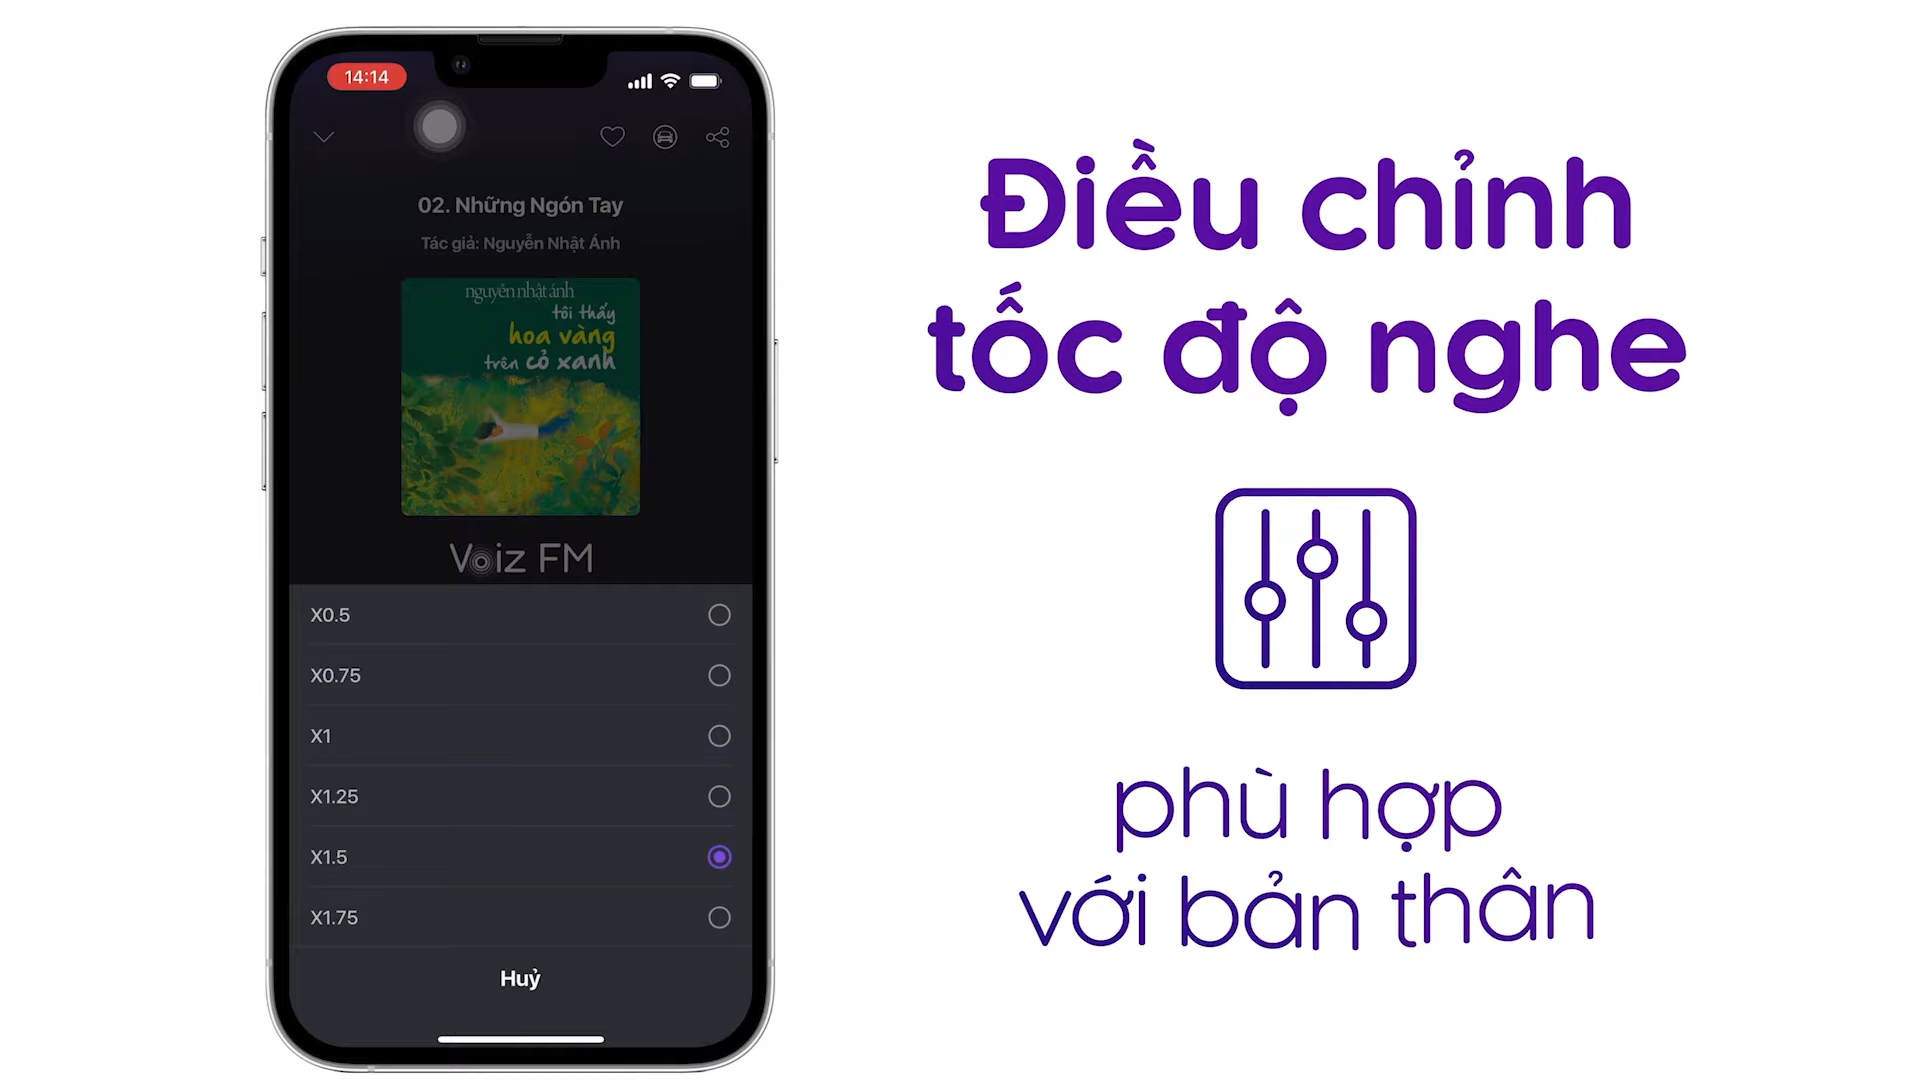 14:14
02. Những Ngón Tay
Tác giả: Nguyễn Nhật Ánh
nguyễn nhật ánh
tôi thấy
hoa vàng
trên cỏ xanh
Voiz FM
X0.5
X0.75
X1
X1.25
X1.5
X1.75
Huỷ
Điều chỉnh
tốc độ nghe
phù hợp
với bản thân